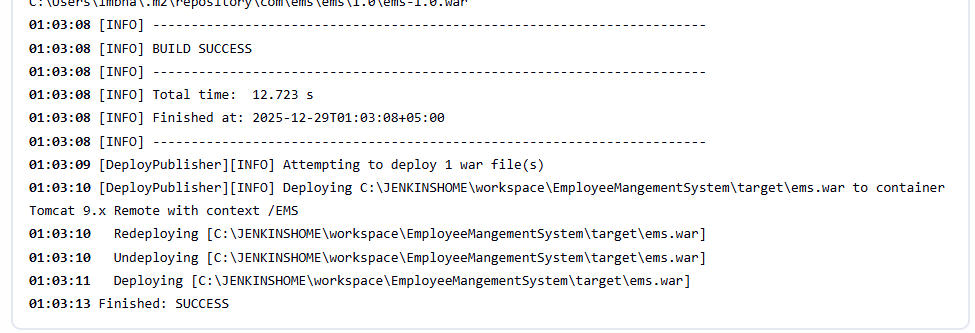 C:\Users\imbha\.m2\repository\com\ems\ems\1.0\ems-1.0.war
01:03:08 [INFO] ------------------------------------------------------------------------
01:03:08 [INFO] BUILD SUCCESS
01:03:08 [INFO] ------------------------------------------------------------------------
01:03:08 [INFO] Total time:  12.723 s
01:03:08 [INFO] Finished at: 2025-12-29T01:03:08+05:00
01:03:08 [INFO] ------------------------------------------------------------------------
01:03:09 [DeployPublisher][INFO] Attempting to deploy 1 war file(s)
01:03:10 [DeployPublisher][INFO] Deploying C:\JENKINSHOME\workspace\EmployeeMangementSystem\target\ems.war to container
Tomcat 9.x Remote with context /EMS
01:03:10   Redeploying [C:\JENKINSHOME\workspace\EmployeeMangementSystem\target\ems.war]
01:03:10   Undeploying [C:\JENKINSHOME\workspace\EmployeeMangementSystem\target\ems.war]
01:03:11   Deploying [C:\JENKINSHOME\workspace\EmployeeMangementSystem\target\ems.war]
01:03:13 Finished: SUCCESS